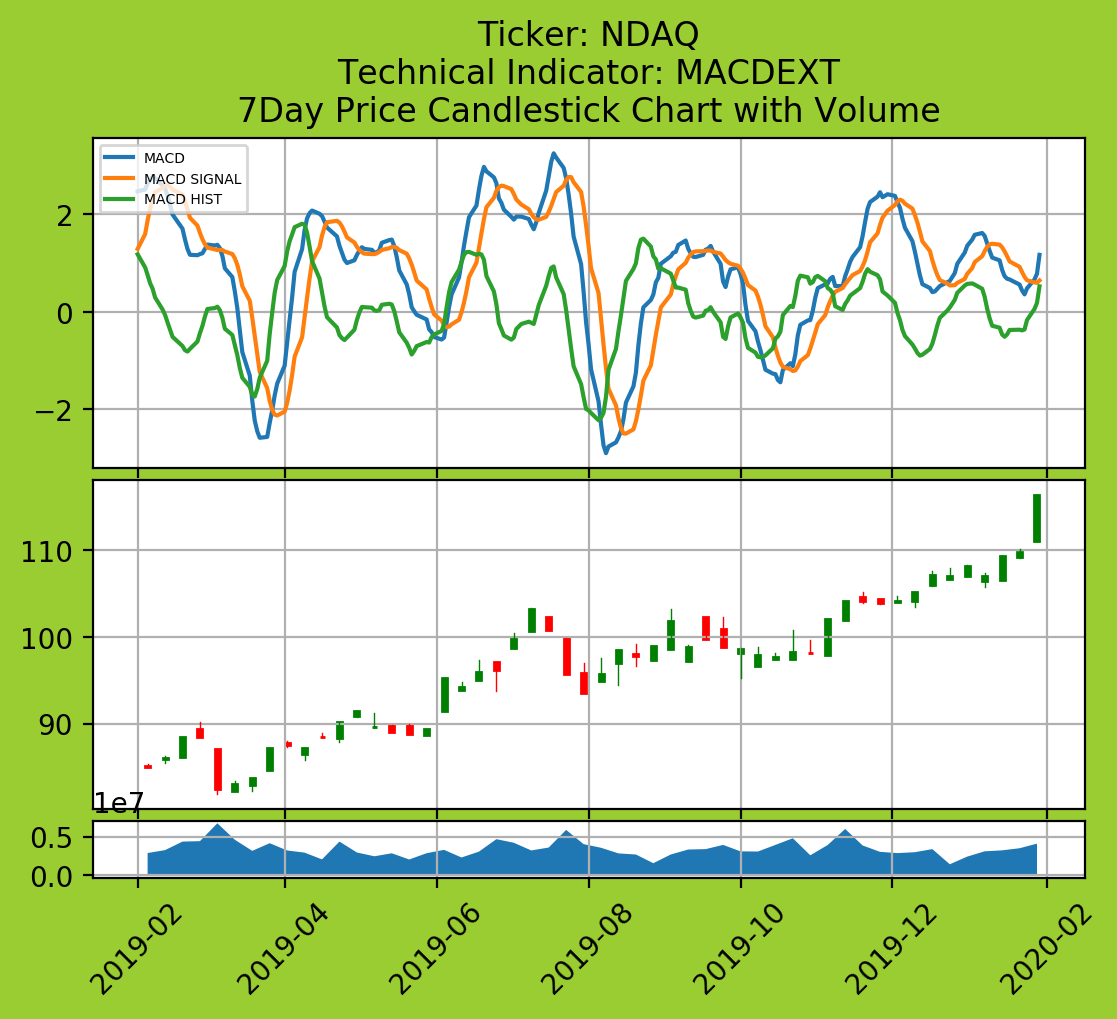 Ticker: NDAQ
Technical Indicator: MACDEXT
7Day Price Candlestick Chart with Volume
MACD
MACD SIGNAL
MACD HIST
2
0
−2
110
100
90
1e7
0.5
0.0
2019-02
2019-04
2019-06
2019-08
2019-10
2019-12
2020-02